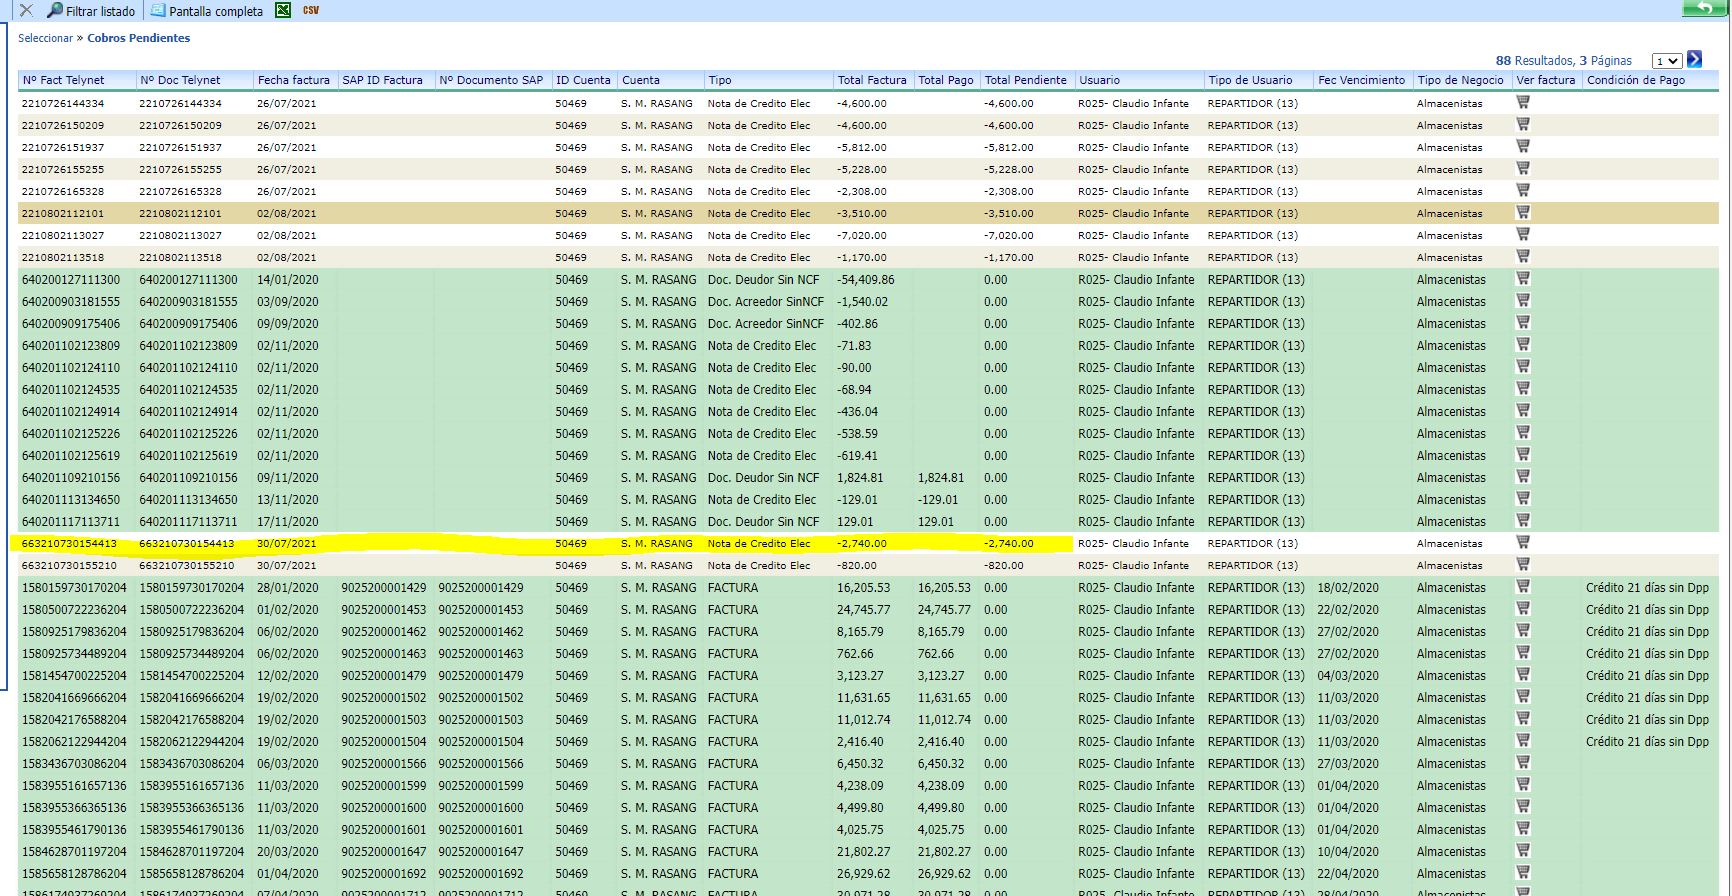 Filtrar listado Pantalla completa CSV
Seleccionar » Cobros Pendientes
88 Resultados, 3 Páginas 1
Nº Fact Telynet Nº Doc Telynet Fecha factura SAP ID Factura Nº Documento SAP ID Cuenta Cuenta Tipo Total Factura Total Pago Total Pendiente Usuario Tipo de Usuario Fec Vencimiento Tipo de Negocio Ver factura Condición de Pago
2210726144334 2210726144334 26/07/2021 50469 S. M. RASANG Nota de Credito Elec -4,600.00 -4,600.00 R025- Claudio Infante REPARTIDOR (13) Almacenistas
2210726150209 2210726150209 26/07/2021 50469 S. M. RASANG Nota de Credito Elec -4,600.00 -4,600.00 R025- Claudio Infante REPARTIDOR (13) Almacenistas
2210726151937 2210726151937 26/07/2021 50469 S. M. RASANG Nota de Credito Elec -5,812.00 -5,812.00 R025- Claudio Infante REPARTIDOR (13) Almacenistas
2210726155255 2210726155255 26/07/2021 50469 S. M. RASANG Nota de Credito Elec -5,228.00 -5,228.00 R025- Claudio Infante REPARTIDOR (13) Almacenistas
2210726165328 2210726165328 26/07/2021 50469 S. M. RASANG Nota de Credito Elec -2,308.00 -2,308.00 R025- Claudio Infante REPARTIDOR (13) Almacenistas
2210802112101 2210802112101 02/08/2021 50469 S. M. RASANG Nota de Credito Elec -3,510.00 -3,510.00 R025- Claudio Infante REPARTIDOR (13) Almacenistas
2210802113027 2210802113027 02/08/2021 50469 S. M. RASANG Nota de Credito Elec -7,020.00 -7,020.00 R025- Claudio Infante REPARTIDOR (13) Almacenistas
2210802113518 2210802113518 02/08/2021 50469 S. M. RASANG Nota de Credito Elec -1,170.00 -1,170.00 R025- Claudio Infante REPARTIDOR (13) Almacenistas
640200127111300 640200127111300 14/01/2020 50469 S. M. RASANG Doc. Deudor Sin NCF -54,409.86 0.00 R025- Claudio Infante REPARTIDOR (13) Almacenistas
640200903181555 640200903181555 03/09/2020 50469 S. M. RASANG Doc. Acreedor SinNCF -1,540.02 0.00 R025- Claudio Infante REPARTIDOR (13) Almacenistas
640200909175406 640200909175406 09/09/2020 50469 S. M. RASANG Doc. Acreedor SinNCF -402.86 0.00 R025- Claudio Infante REPARTIDOR (13) Almacenistas
640201102123809 640201102123809 02/11/2020 50469 S. M. RASANG Nota de Credito Elec -71.83 0.00 R025- Claudio Infante REPARTIDOR (13) Almacenistas
640201102124110 640201102124110 02/11/2020 50469 S. M. RASANG Nota de Credito Elec -90.00 0.00 R025- Claudio Infante REPARTIDOR (13) Almacenistas
640201102124535 640201102124535 02/11/2020 50469 S. M. RASANG Nota de Credito Elec -68.94 0.00 R025- Claudio Infante REPARTIDOR (13) Almacenistas
640201102124914 640201102124914 02/11/2020 50469 S. M. RASANG Nota de Credito Elec -436.04 0.00 R025- Claudio Infante REPARTIDOR (13) Almacenistas
640201102125226 640201102125226 02/11/2020 50469 S. M. RASANG Nota de Credito Elec -538.59 0.00 R025- Claudio Infante REPARTIDOR (13) Almacenistas
640201102125619 640201102125619 02/11/2020 50469 S. M. RASANG Nota de Credito Elec -619.41 0.00 R025- Claudio Infante REPARTIDOR (13) Almacenistas
640201109210156 640201109210156 09/11/2020 50469 S. M. RASANG Doc. Deudor Sin NCF 1,824.81 1,824.81 0.00 R025- Claudio Infante REPARTIDOR (13) Almacenistas
640201113134650 640201113134650 13/11/2020 50469 S. M. RASANG Nota de Credito Elec -129.01 -129.01 0.00 R025- Claudio Infante REPARTIDOR (13) Almacenistas
640201117113711 640201117113711 17/11/2020 50469 S. M. RASANG Doc. Deudor Sin NCF 129.01 129.01 0.00 R025- Claudio Infante REPARTIDOR (13) Almacenistas
663210730154413 663210730154413 30/07/2021 50469 S. M. RASANG Nota de Credito Elec -2,740.00 -2,740.00 R025- Claudio Infante REPARTIDOR (13) Almacenistas
663210730155210 663210730155210 30/07/2021 50469 S. M. RASANG Nota de Credito Elec -820.00 -820.00 R025- Claudio Infante REPARTIDOR (13) Almacenistas
1580159730170204 1580159730170204 28/01/2020 9025200001429 9025200001429 50469 S. M. RASANG FACTURA 16,205.53 16,205.53 0.00 R025- Claudio Infante REPARTIDOR (13) 18/02/2020 Almacenistas Crédito 21 días sin Dpp
1580500722236204 1580500722236204 01/02/2020 9025200001453 9025200001453 50469 S. M. RASANG FACTURA 24,745.77 24,745.77 0.00 R025- Claudio Infante REPARTIDOR (13) 22/02/2020 Almacenistas Crédito 21 días sin Dpp
1580925179836204 1580925179836204 06/02/2020 9025200001462 9025200001462 50469 S. M. RASANG FACTURA 8,165.79 8,165.79 0.00 R025- Claudio Infante REPARTIDOR (13) 27/02/2020 Almacenistas Crédito 21 días sin Dpp
1580925734489204 1580925734489204 06/02/2020 9025200001463 9025200001463 50469 S. M. RASANG FACTURA 762.66 762.66 0.00 R025- Claudio Infante REPARTIDOR (13) 27/02/2020 Almacenistas Crédito 21 días sin Dpp
1581454700225204 1581454700225204 12/02/2020 9025200001479 9025200001479 50469 S. M. RASANG FACTURA 3,123.27 3,123.27 0.00 R025- Claudio Infante REPARTIDOR (13) 04/03/2020 Almacenistas Crédito 21 días sin Dpp
1582041669666204 1582041669666204 19/02/2020 9025200001502 9025200001502 50469 S. M. RASANG FACTURA 11,631.65 11,631.65 0.00 R025- Claudio Infante REPARTIDOR (13) 11/03/2020 Almacenistas Crédito 21 días sin Dpp
1582042176588204 1582042176588204 19/02/2020 9025200001503 9025200001503 50469 S. M. RASANG FACTURA 11,012.74 11,012.74 0.00 R025- Claudio Infante REPARTIDOR (13) 11/03/2020 Almacenistas Crédito 21 días sin Dpp
1582062122944204 1582062122944204 19/02/2020 9025200001504 9025200001504 50469 S. M. RASANG FACTURA 2,416.40 2,416.40 0.00 R025- Claudio Infante REPARTIDOR (13) 11/03/2020 Almacenistas Crédito 21 días sin Dpp
1583436703086204 1583436703086204 06/03/2020 9025200001566 9025200001566 50469 S. M. RASANG FACTURA 6,450.32 6,450.32 0.00 R025- Claudio Infante REPARTIDOR (13) 27/03/2020 Almacenistas
1583955161657136 1583955161657136 11/03/2020 9025200001599 9025200001599 50469 S. M. RASANG FACTURA 4,238.09 4,238.09 0.00 R025- Claudio Infante REPARTIDOR (13) 01/04/2020 Almacenistas
1583955366365136 1583955366365136 11/03/2020 9025200001600 9025200001600 50469 S. M. RASANG FACTURA 4,499.80 4,499.80 0.00 R025- Claudio Infante REPARTIDOR (13) 01/04/2020 Almacenistas
1583955461790136 1583955461790136 11/03/2020 9025200001601 9025200001601 50469 S. M. RASANG FACTURA 4,025.75 4,025.75 0.00 R025- Claudio Infante REPARTIDOR (13) 01/04/2020 Almacenistas
1584628701197204 1584628701197204 20/03/2020 9025200001647 9025200001647 50469 S. M. RASANG FACTURA 21,802.27 21,802.27 0.00 R025- Claudio Infante REPARTIDOR (13) 10/04/2020 Almacenistas
1585658128786204 1585658128786204 01/04/2020 9025200001692 9025200001692 50469 S. M. RASANG FACTURA 26,929.62 26,929.62 0.00 R025- Claudio Infante REPARTIDOR (13) 22/04/2020 Almacenistas
1586174937269204 1586174937269204 07/04/2020 9025200001712 9025200001712 50469 S. M. RASANG FACTURA 30,971.28 30,971.28 0.00 R025- Claudio Infante REPARTIDOR (13) 28/04/2020 Almacenistas